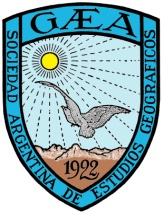 GÆA
SOCIEDAD ARGENTINA DE ESTUDIOS GEOGRÁFICOS
1922